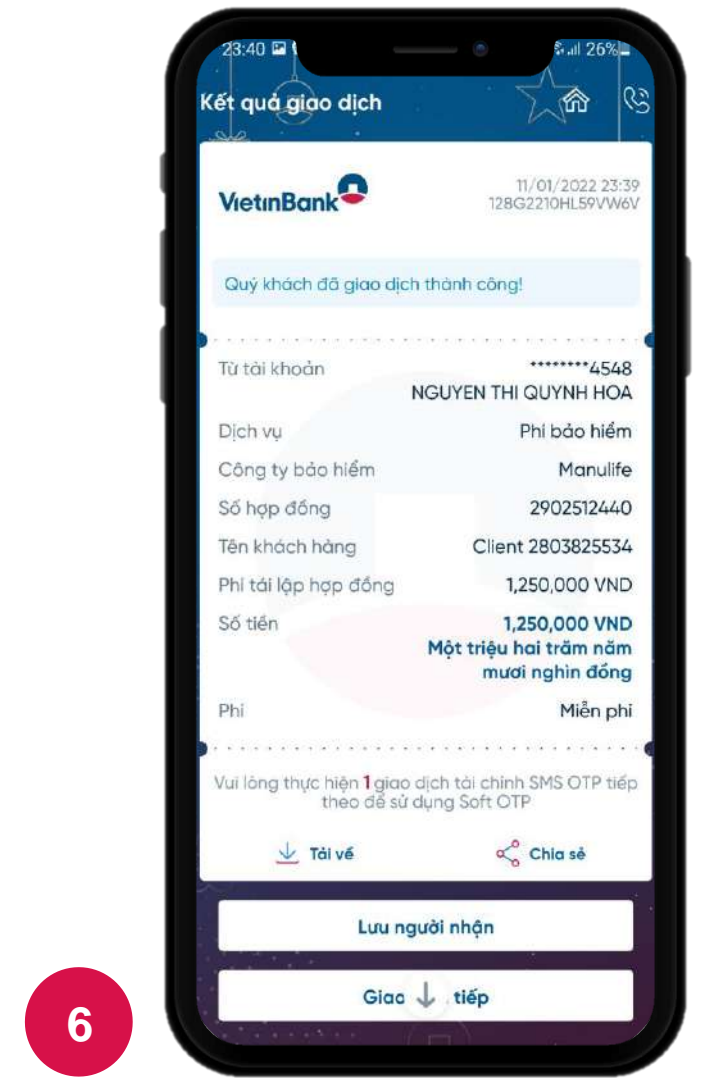 23:40
26%
Kết quả giao dịch
VietinBank
11/01/2022 23:39
128G2210HL59VW6V
Quý khách đã giao dịch thành công!
Từ tài khoản ********4548
NGUYEN THI QUYNH HOA
Dịch vụ Phí bảo hiểm
Công ty bảo hiểm Manulife
Số hợp đồng 2902512440
Tên khách hàng Client 2803825534
Phí tái lập hợp đồng 1,250,000 VND
Số tiền 1,250,000 VND
Một triệu hai trăm năm
mươi nghìn đồng
Phí Miễn phí
Vui lòng thực hiện 1 giao dịch tài chính SMS OTP tiếp
theo để sử dụng Soft OTP
Tải về Chia sẻ
Lưu người nhận
Giao tiếp
6